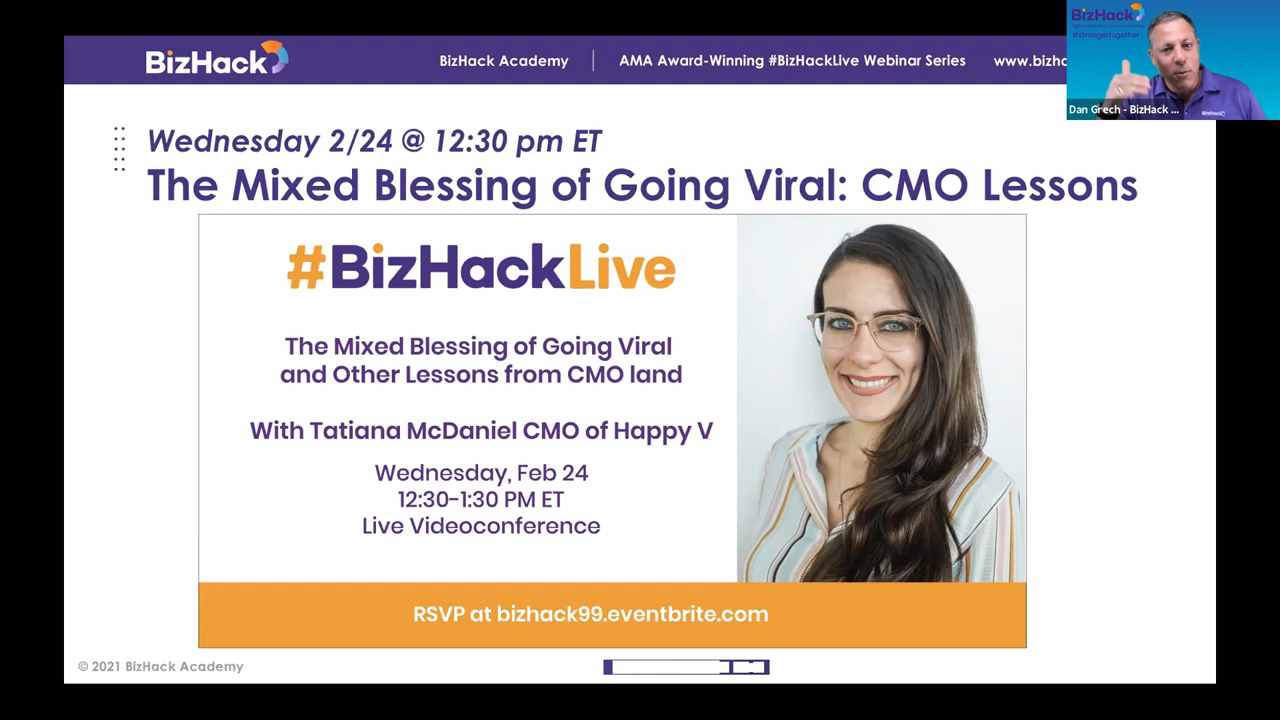 BizHack
BizHack Academy
AMA Award-Winning #BizHackLive Webinar Series
www.bizha
BizHack
#strongertogether
Dan Grech - BizHack ...
BizHack
Wednesday 2/24 @ 12:30 pm ET
The Mixed Blessing of Going Viral: CMO Lessons
#BizHackLive
The Mixed Blessing of Going Viral
and Other Lessons from CMO land
With Tatiana McDaniel CMO of Happy V
Wednesday, Feb 24
12:30-1:30 PM ET
Live Videoconference
RSVP at bizhack99.eventbrite.com
© 2021 BizHack Academy